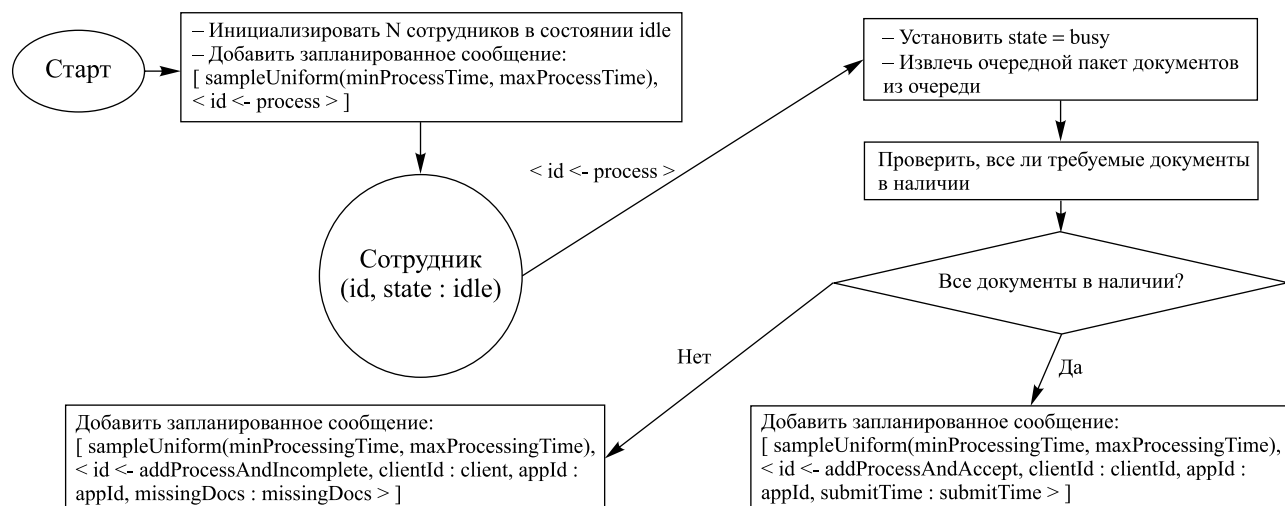 Старт
– Инициализировать N сотрудников в состоянии idle
– Добавить запланированное сообщение:
[ sampleUniform(minProcessTime, maxProcessTime),
< id <- process > ]
Сотрудник
(id, state : idle)
< id <- process >
– Установить state = busy
– Извлечь очередной пакет документов
из очереди
Проверить, все ли требуемые документы
в наличии
Все документы в наличии?
Нет
Да
Добавить запланированное сообщение:
[ sampleUniform(minProcessingTime, maxProcessingTime),
< id <- addProcessAndIncomplete, clientId : client, appId :
appId, missingDocs : missingDocs > ]
Добавить запланированное сообщение:
[ sampleUniform(minProcessingTime, maxProcessingTime),
< id <- addProcessAndAccept, clientId : clientId, appId :
appId, submitTime : submitTime > ]